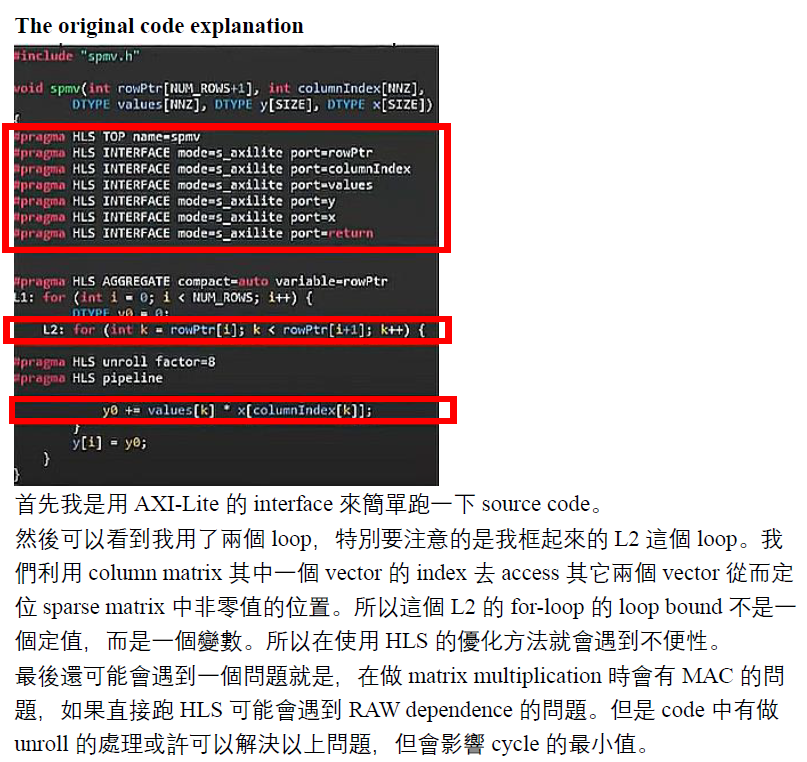 The original code explanation
#include "spmv.h"
void spmv(int rowPtr[NUM_ROWS+1], int columnIndex[NNZ],
DTYPE values[NNZ], DTYPE y[SIZE], DTYPE x[SIZE])
{
#pragma HLS TOP name=spmv
#pragma HLS INTERFACE mode=s_axilite port=rowPtr
#pragma HLS INTERFACE mode=s_axilite port=columnIndex
#pragma HLS INTERFACE mode=s_axilite port=values
#pragma HLS INTERFACE mode=s_axilite port=y
#pragma HLS INTERFACE mode=s_axilite port=x
#pragma HLS INTERFACE mode=s_axilite port=return
#pragma HLS AGGREGATE compact=auto variable=rowPtr
L1: for (int i = 0; i < NUM_ROWS; i++) {
DTYPE y0 = 0;
L2: for (int k = rowPtr[i]; k < rowPtr[i+1]; k++) {
#pragma HLS unroll factor=8
#pragma HLS pipeline
y0 += values[k] * x[columnIndex[k]];
}
y[i] = y0;
}
}
首先我是用 AXI-Lite 的 interface 來簡單跑一下 source code。
然後可以看到我用了兩個 loop，特別要注意的是我框起來的 L2 這個 loop。我
們利用 column matrix 其中一個 vector 的 index 去 access 其它兩個 vector 從而定
位 sparse matrix 中非零值的位置。所以這個 L2 的 for-loop 的 loop bound 不是一
個定值，而是一個變數。所以在使用 HLS 的優化方法就會遇到不便性。
最後還可能會遇到一個問題就是，在做 matrix multiplication 時會有 MAC 的問
題，如果直接跑 HLS 可能會遇到 RAW dependence 的問題。但是 code 中有做
unroll 的處理或許可以解決以上問題，但會影響 cycle 的最小值。